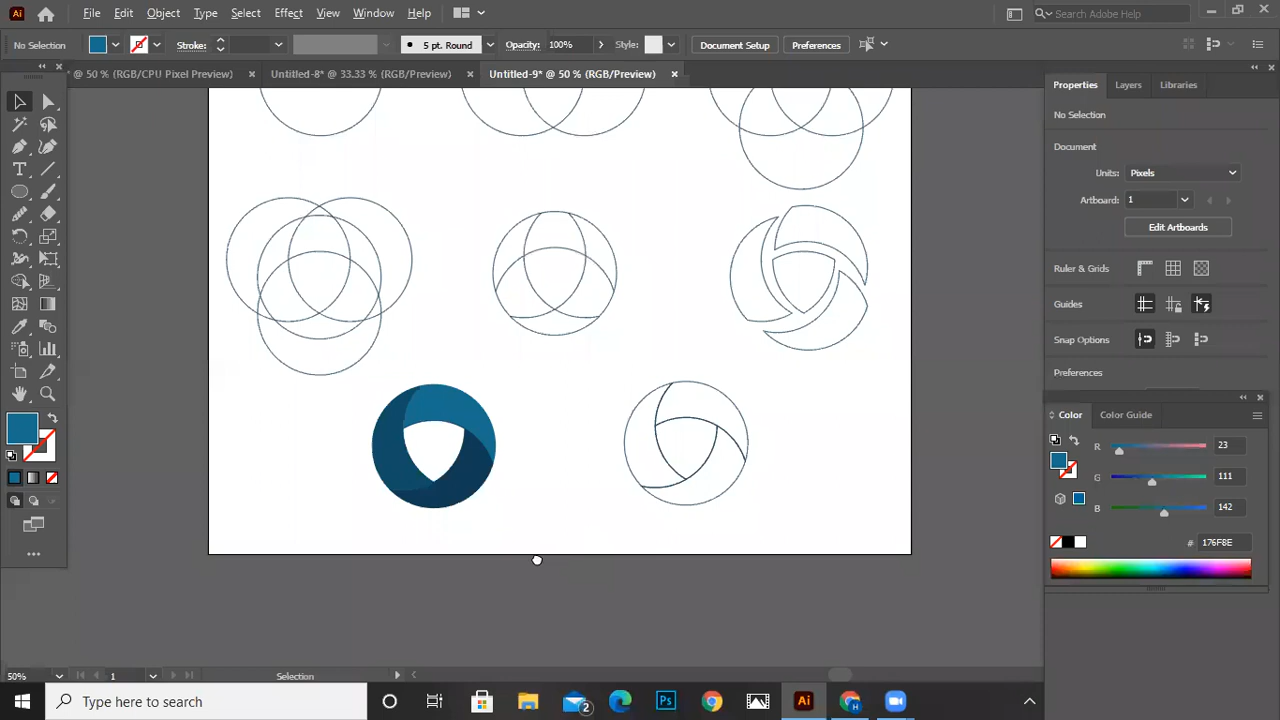 Ai File Edit Object Type Select Effect View Window Help Search Adobe Help
No Selection Stroke: 5 pt. Round Opacity: 100% Style: Document Setup Preferences
* @ 50 % (RGB/CPU Pixel Preview) × Untitled-8* @ 33.33 % (RGB/Preview) × Untitled-9* @ 50 % (RGB/Preview) ×
Properties Layers Libraries
No Selection
Document
Units: Pixels
Artboard: 1
Edit Artboards
Ruler & Grids
Guides
Snap Options
Preferences
Color Color Guide
R 23
G 111
B 142
# 176F8E
50% 1 Selection
Type here to search 2 Ps Ai H